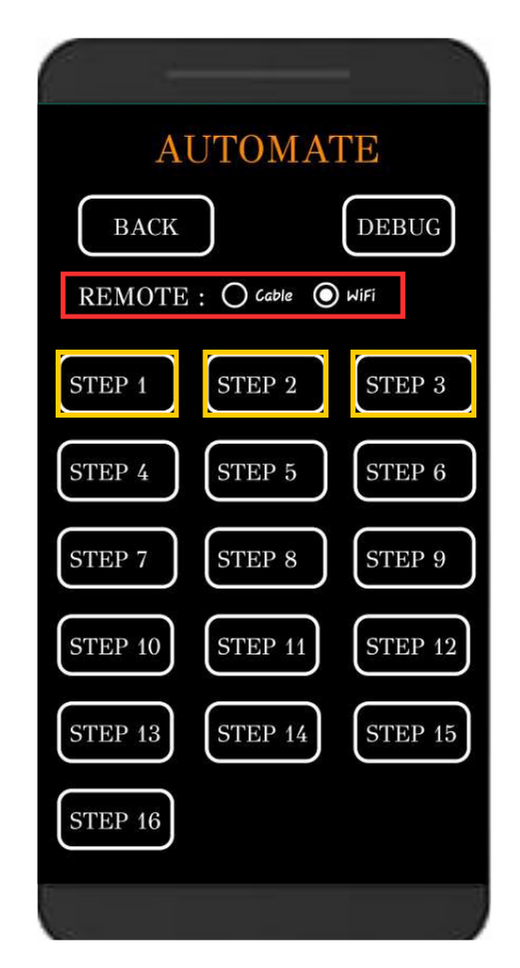 AUTOMATE
BACK DEBUG
REMOTE : Cable WiFi
STEP 1 STEP 2 STEP 3
STEP 4 STEP 5 STEP 6
STEP 7 STEP 8 STEP 9
STEP 10 STEP 11 STEP 12
STEP 13 STEP 14 STEP 15
STEP 16